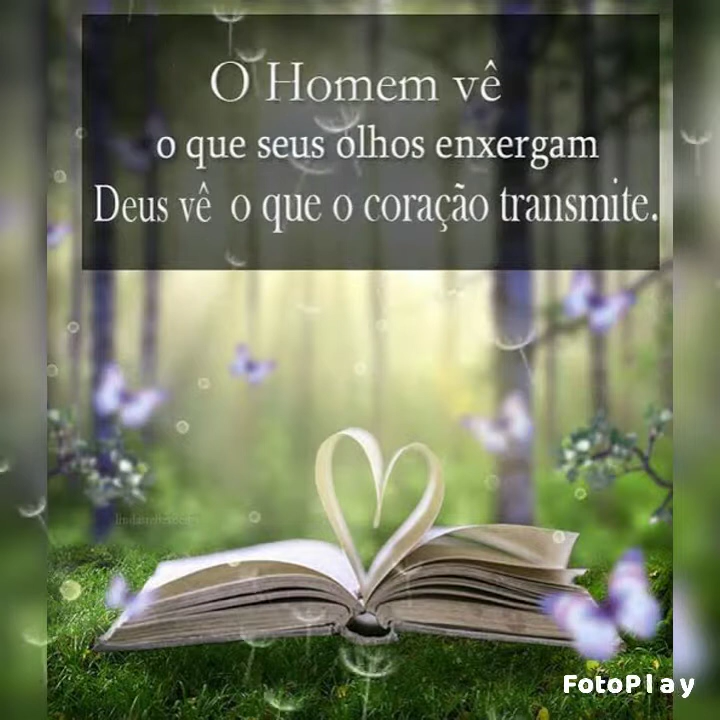 O Homem vê
o que seus olhos enxergam
Deus vê o que o coração transmite.
FotoPlay